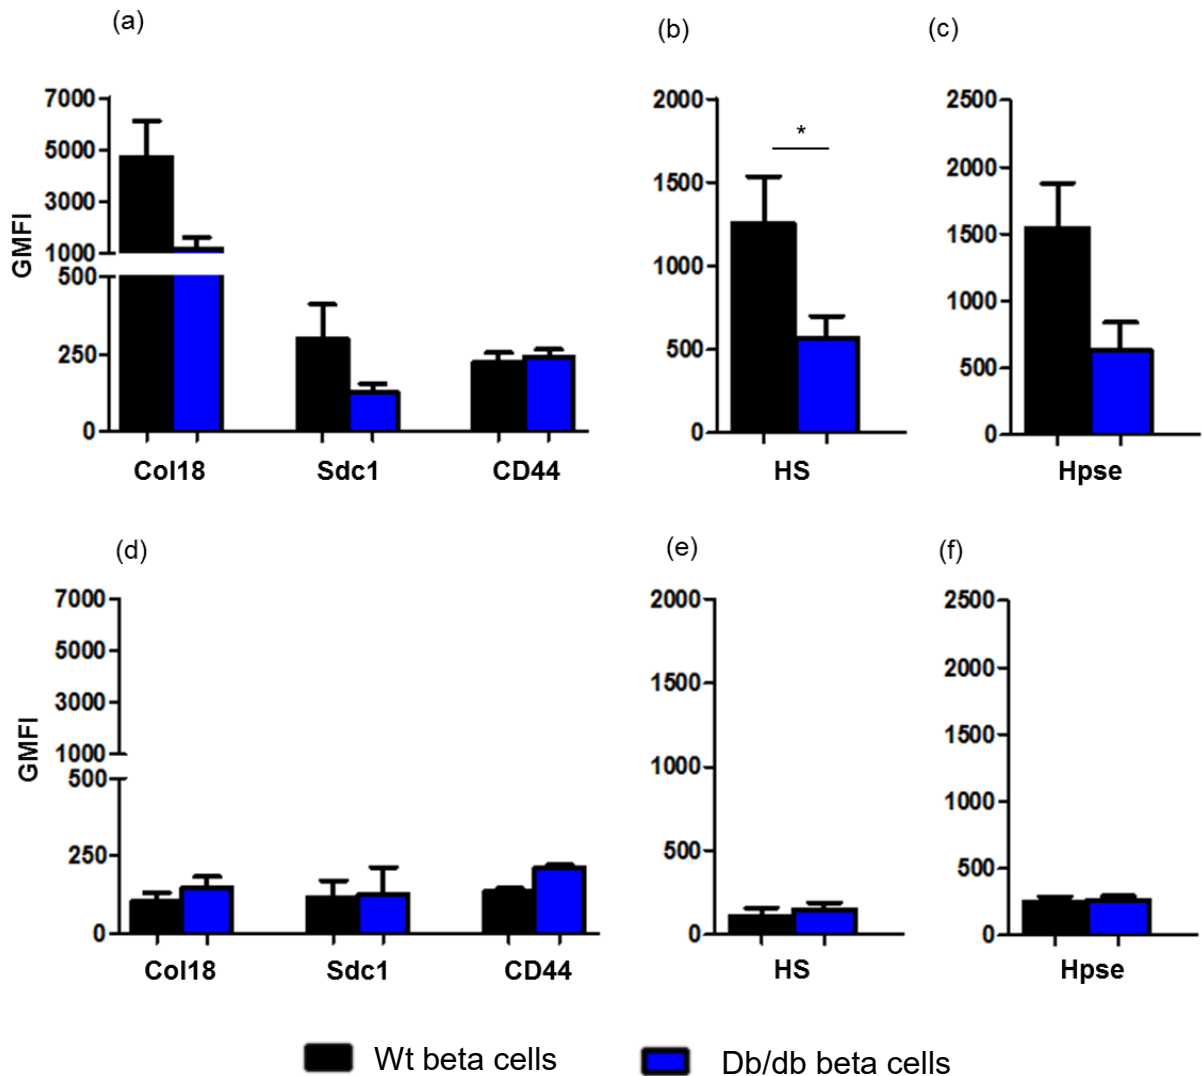 (a)
(b)
(c)
7000
5000
3000
1000
500
250
0
GMFI
Col18
Sdc1
CD44
2000
1500
1000
500
0
*
HS
2500
2000
1500
1000
500
0
Hpse
(d)
(e)
(f)
7000
5000
3000
1000
500
250
0
GMFI
Col18
Sdc1
CD44
2000
1500
1000
500
0
HS
2500
2000
1500
1000
500
0
Hpse
Wt beta cells
Db/db beta cells